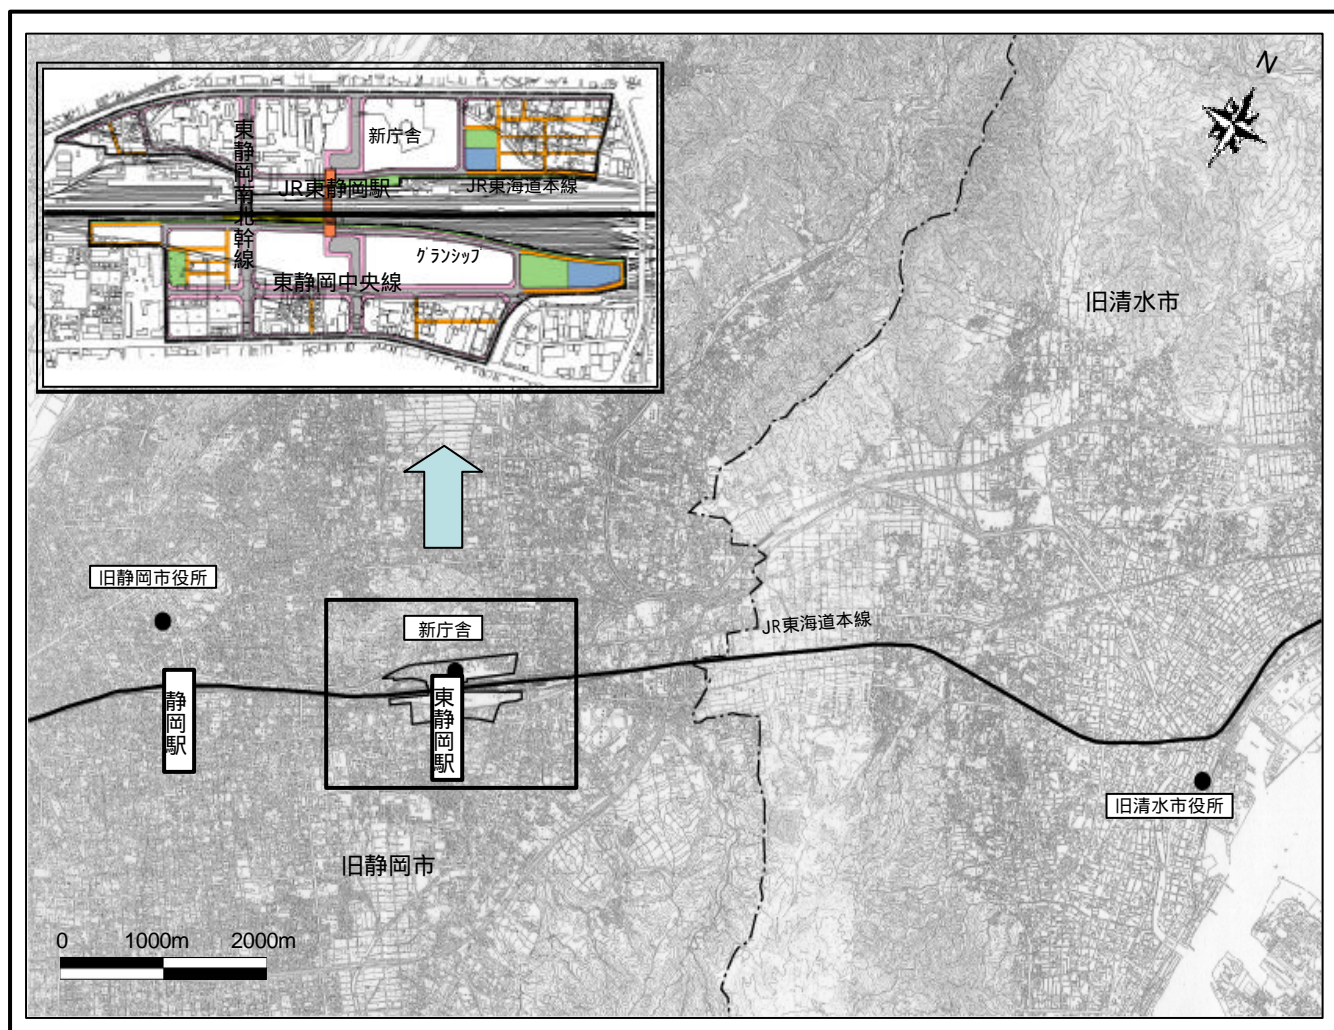 N
新庁舎
東静岡南北幹線
JR東静岡駅
JR東海道本線
グランシップ
東静岡中央線
旧清水市
旧静岡市役所
新庁舎
JR東海道本線
静岡駅
東静岡駅
旧清水市役所
旧静岡市
0 1000m 2000m